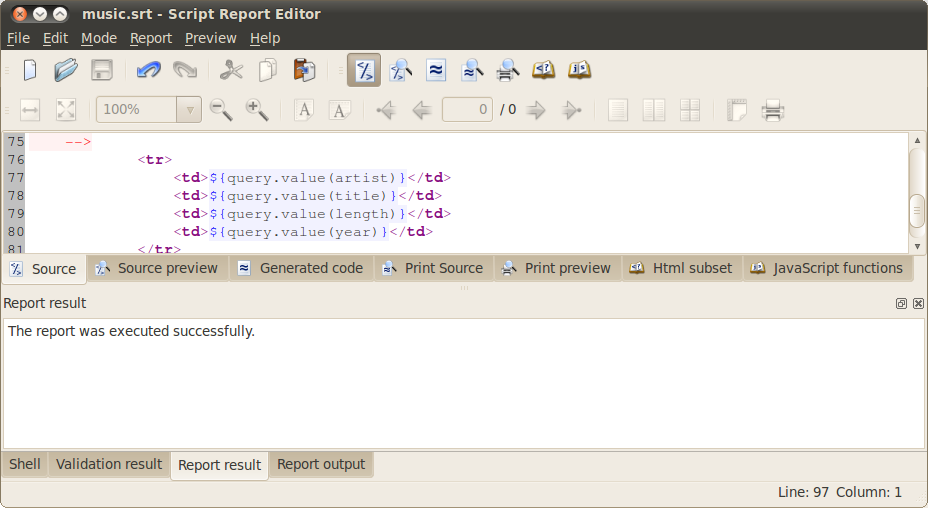 music.srt - Script Report Editor
File Edit Mode Report Preview Help
100% 0 / 0
75 -->
76 <tr>
77 <td>${query.value(artist)}</td>
78 <td>${query.value(title)}</td>
79 <td>${query.value(length)}</td>
80 <td>${query.value(year)}</td>
81 </tr>
Source Source preview Generated code Print Source Print preview Html subset JavaScript functions
Report result
The report was executed successfully.
Shell Validation result Report result Report output
Line: 97 Column: 1